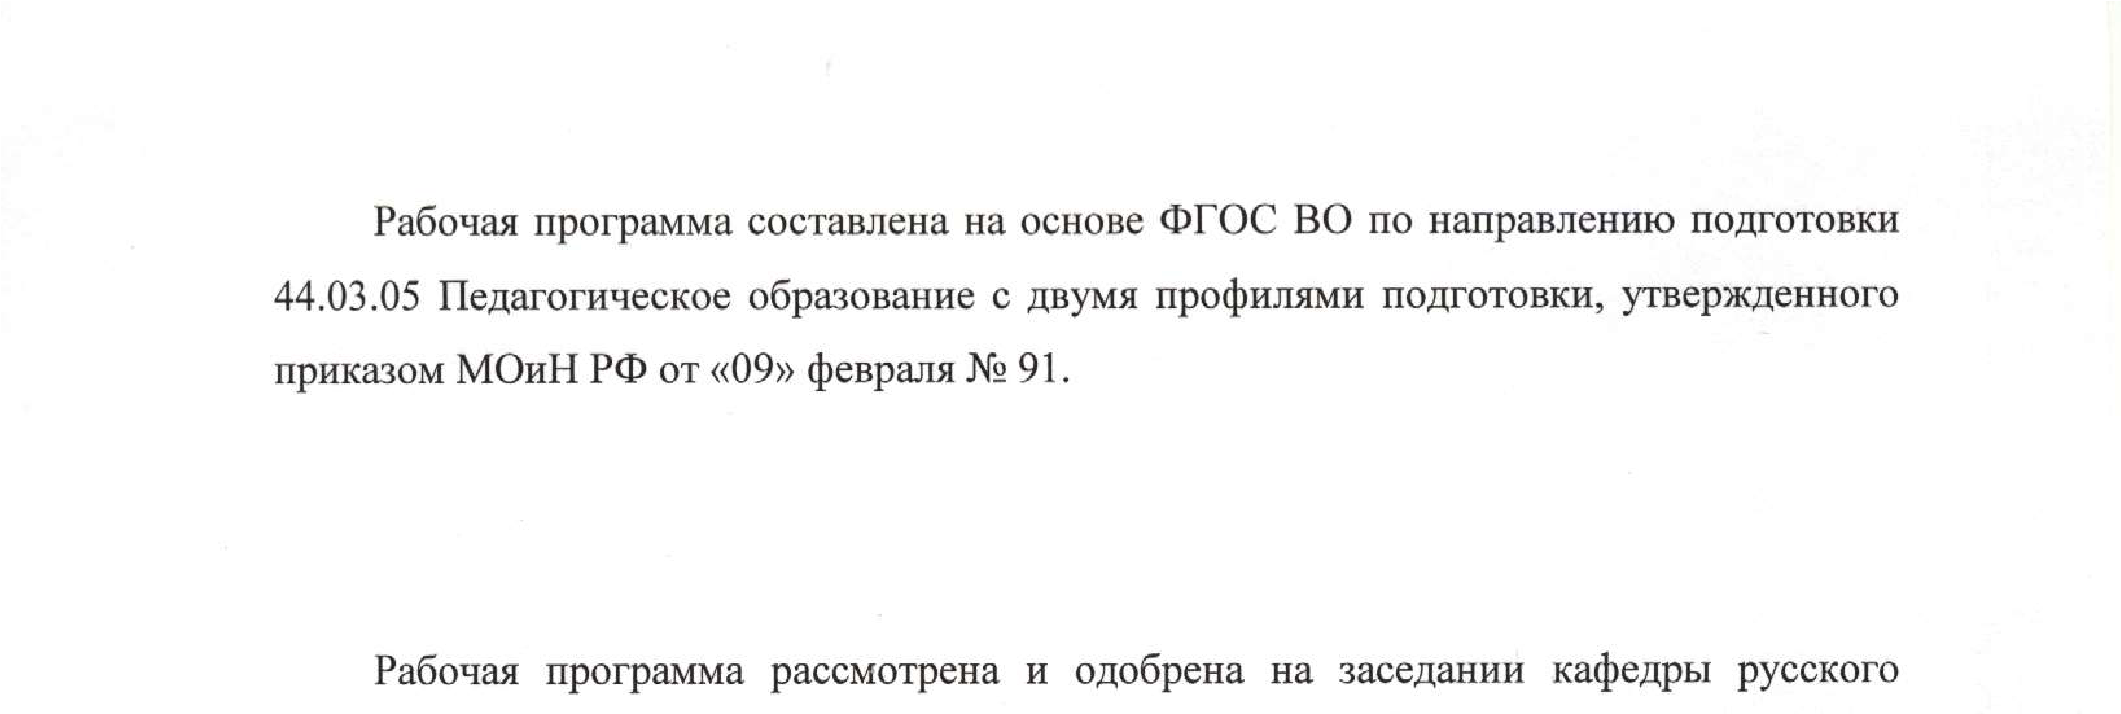 Рабочая программа составлена на основе ФГОС ВО по направлению подготовки
44.03.05 Педагогическое образование с двумя профилями подготовки, утвержденного
приказом МОиН РФ от «09» февраля № 91.
Рабочая программа рассмотрена и одобрена на заседании кафедры русского